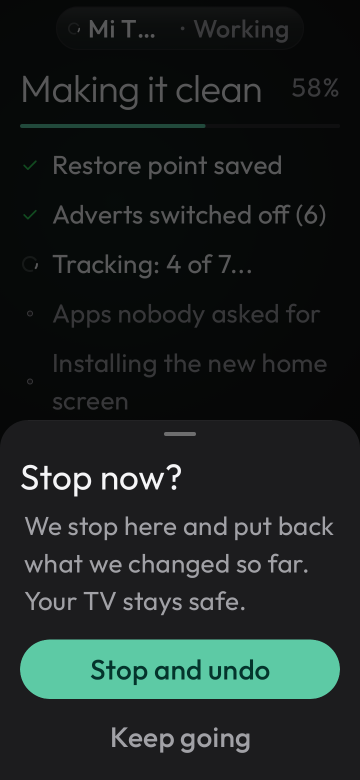 Mi T… · Working
Making it clean 58%
Restore point saved
Adverts switched off (6)
Tracking: 4 of 7...
Apps nobody asked for
Installing the new home
screen
Stop now?
We stop here and put back
what we changed so far.
Your TV stays safe.
Stop and undo
Keep going